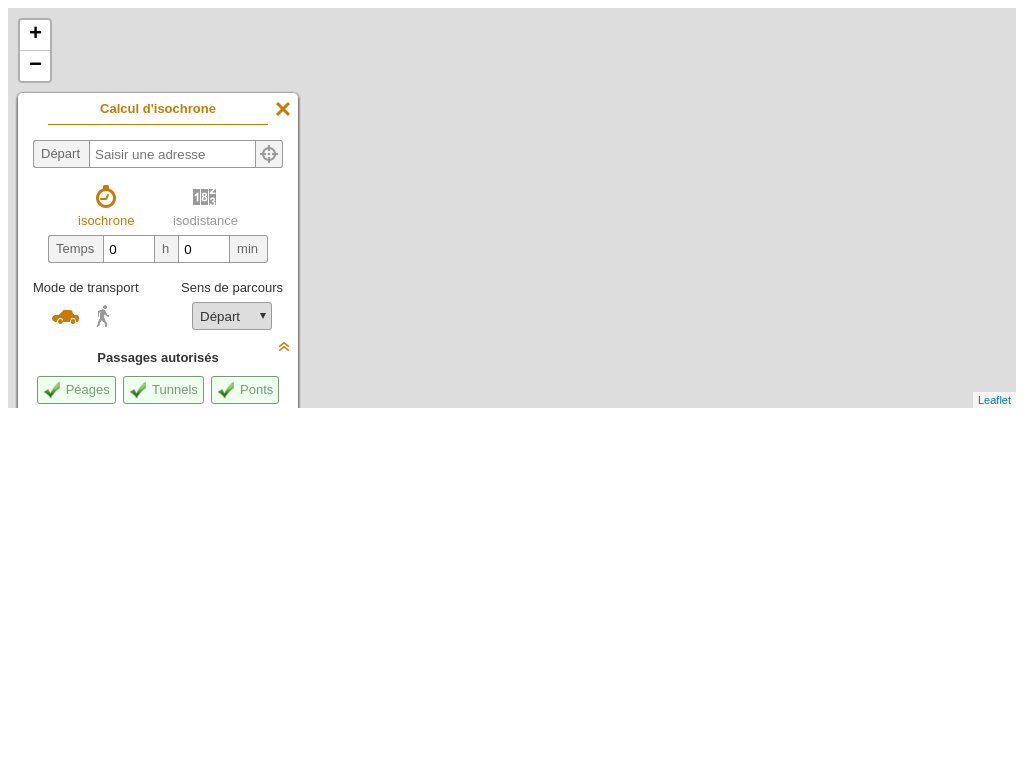 +
−
Calcul d'isochrone
Départ Saisir une adresse
isochrone isodistance
Temps 0 h 0 min
Mode de transport Sens de parcours
Départ
Passages autorisés
Péages Tunnels Ponts
Leaflet